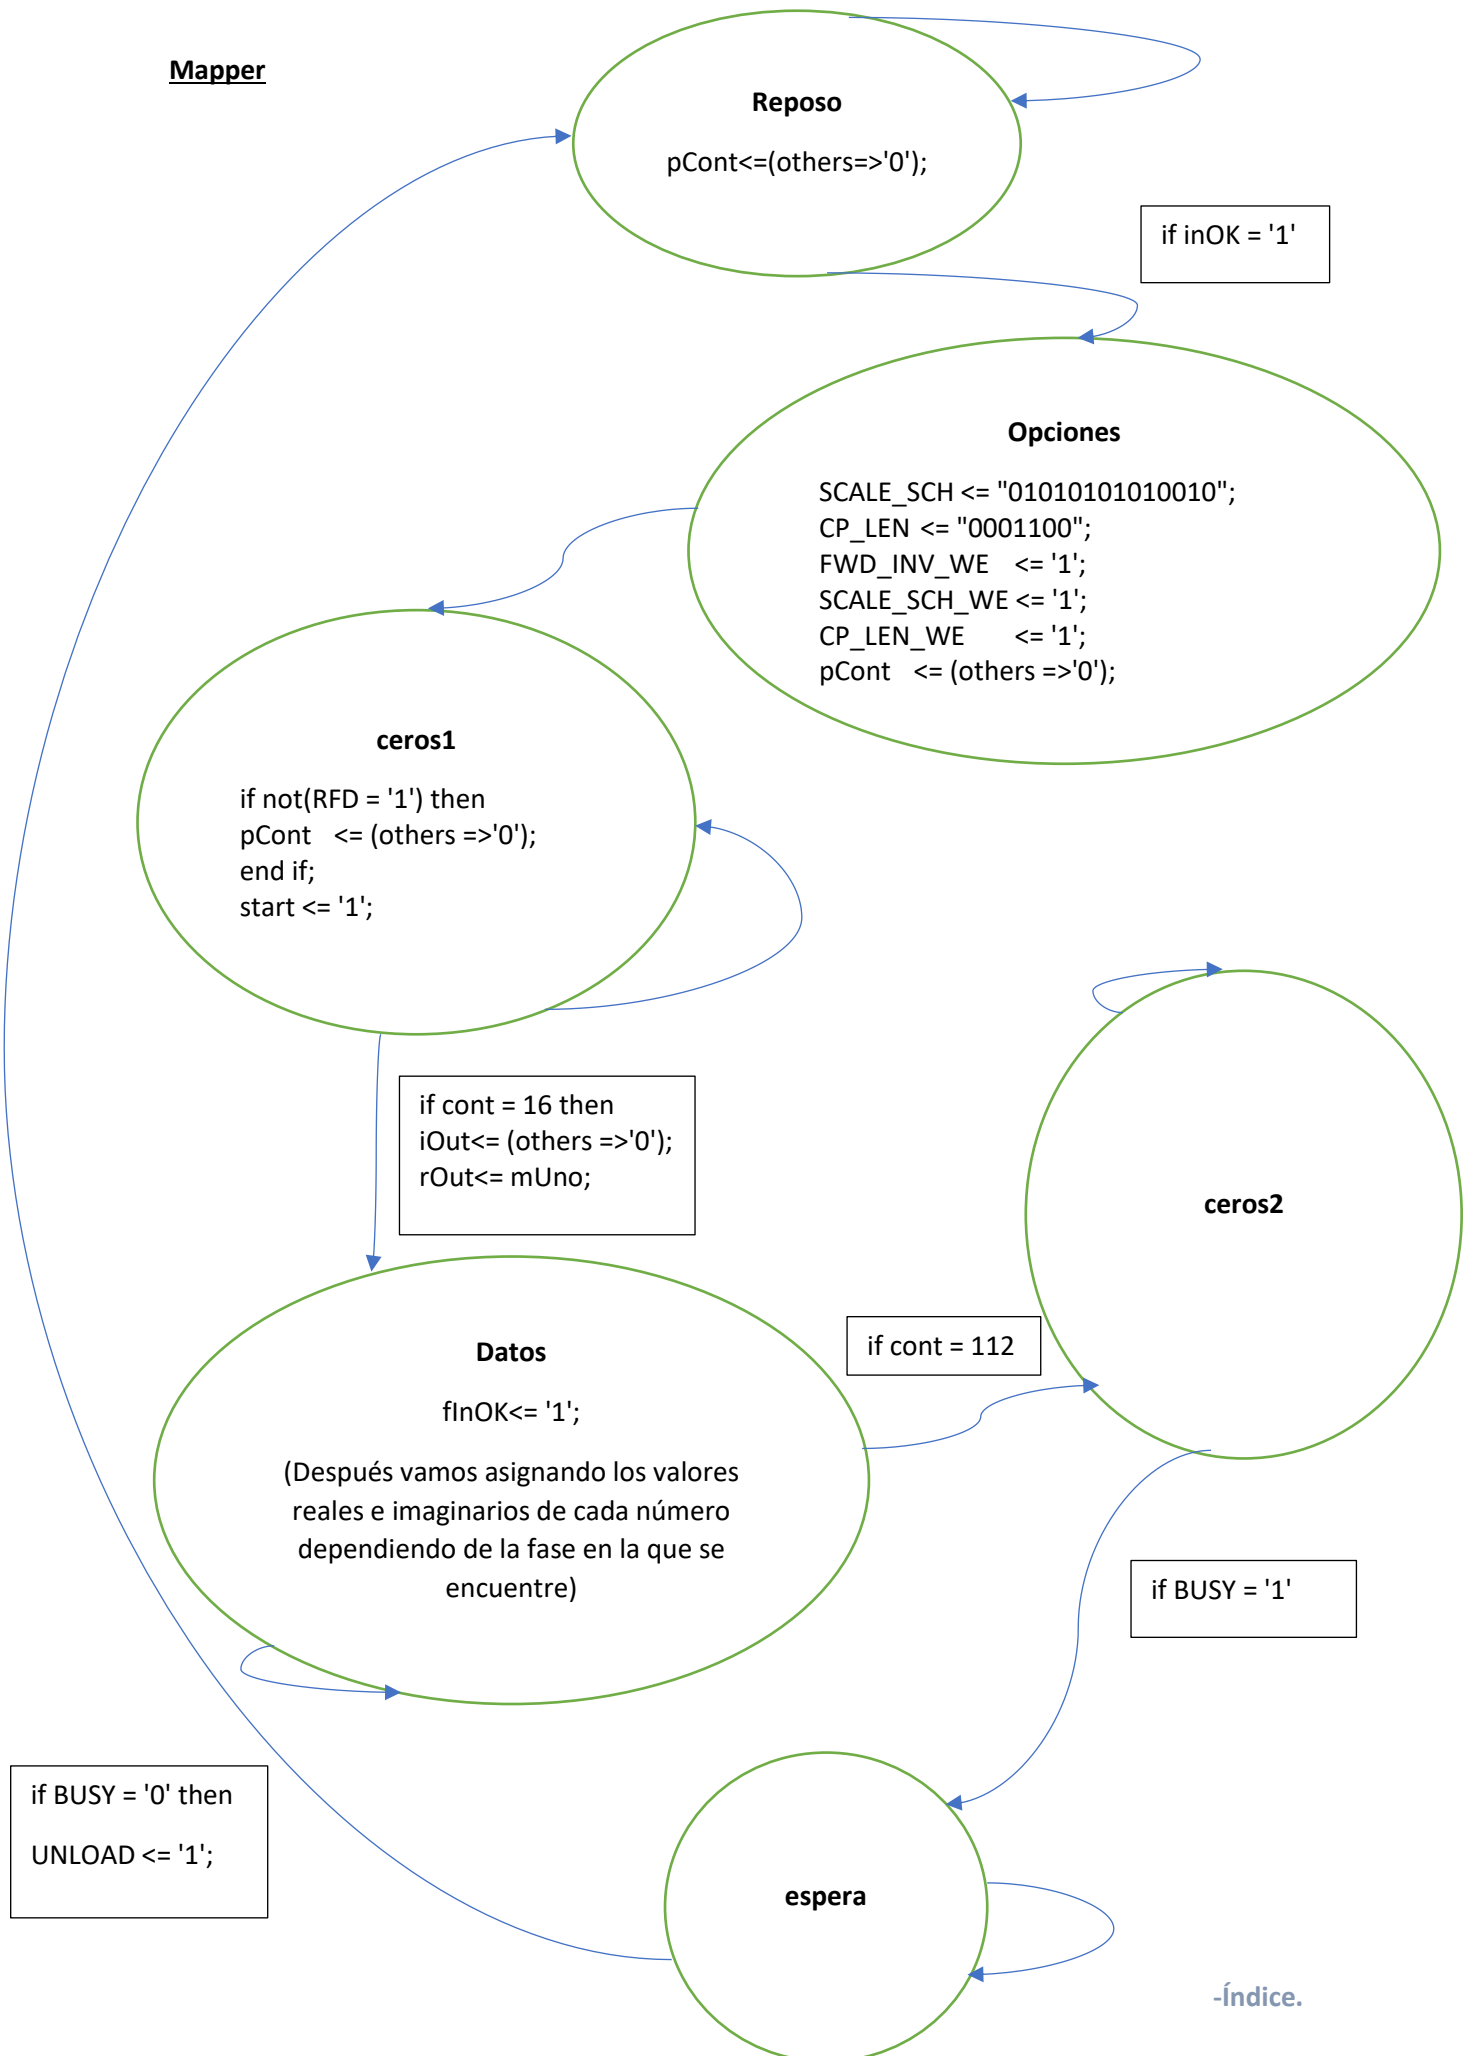 Mapper
Reposo
pCont<=(others=>'0');
if inOK = '1'
Opciones
SCALE_SCH <= "01010101010010";
CP_LEN <= "0001100";
FWD_INV_WE <= '1';
SCALE_SCH_WE <= '1';
CP_LEN_WE <= '1';
pCont <= (others =>'0');
ceros1
if not(RFD = '1') then
pCont <= (others =>'0');
end if;
start <= '1';
if cont = 16 then
iOut<= (others =>'0');
rOut<= mUno;
ceros2
if cont = 112
Datos
fInOK<= '1';
(Después vamos asignando los valores
reales e imaginarios de cada número
dependiendo de la fase en la que se
encuentre)
if BUSY = '1'
if BUSY = '0' then
UNLOAD <= '1';
espera
-Índice.